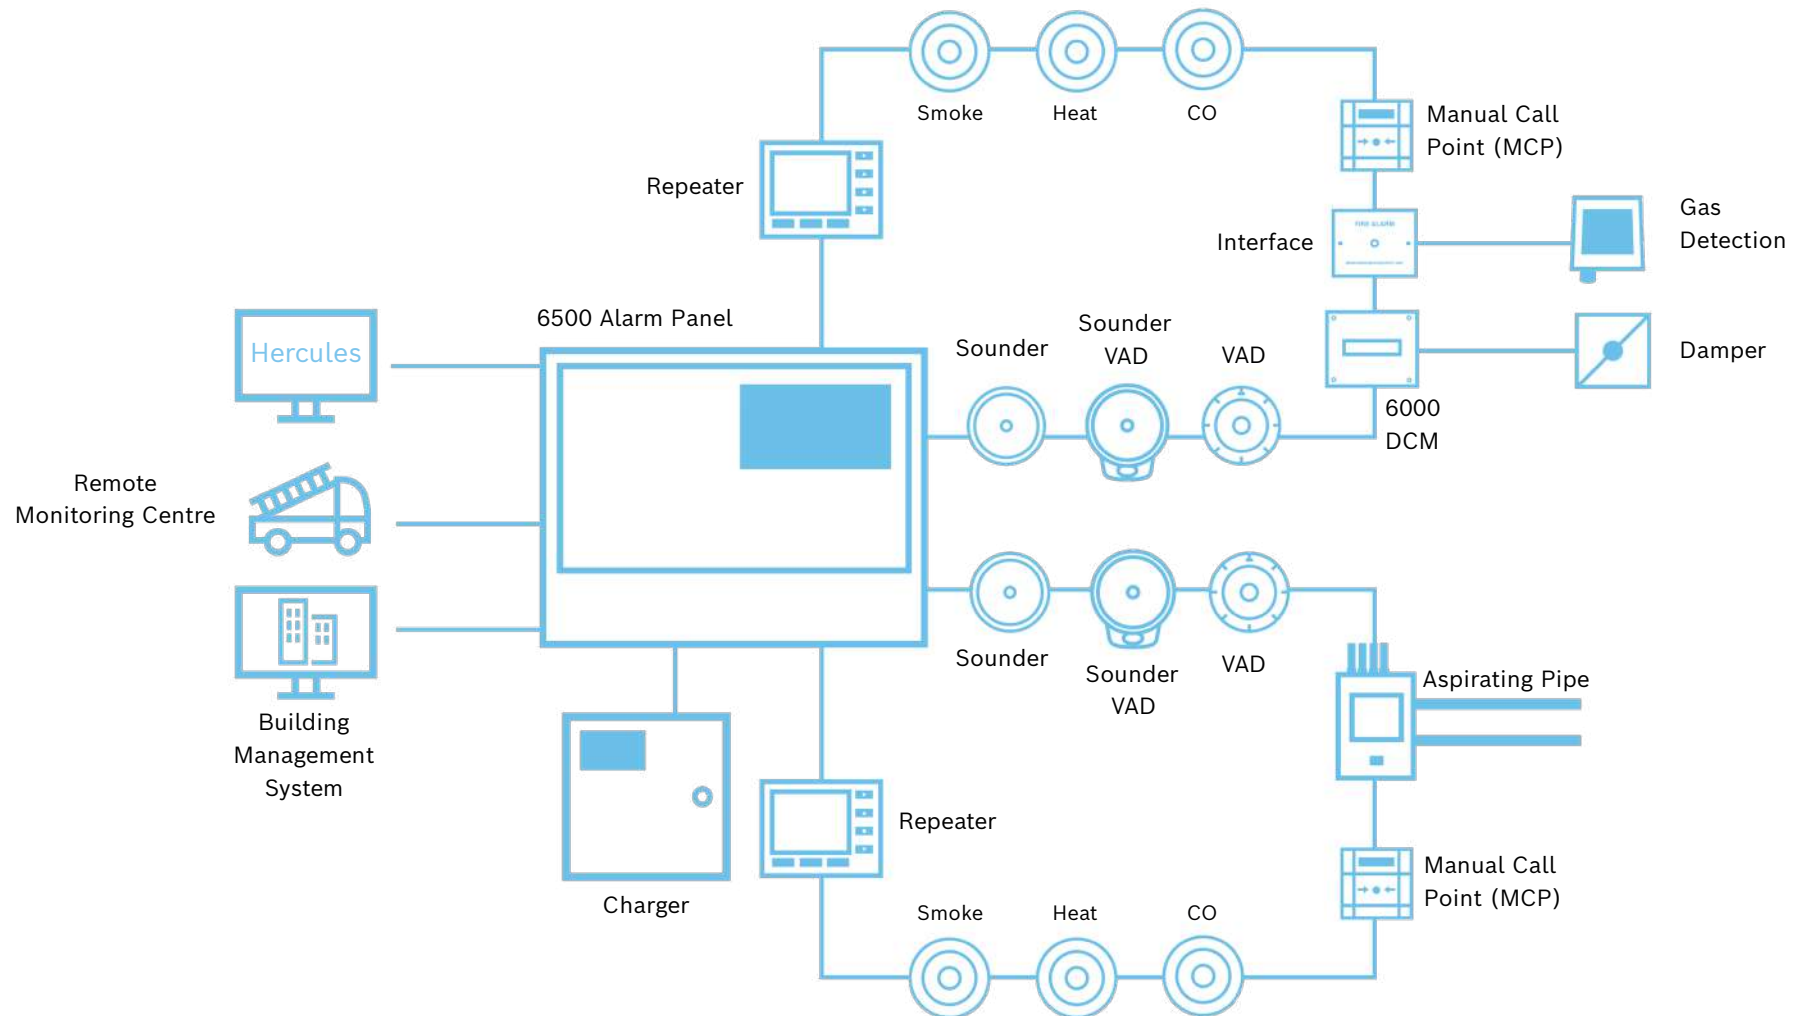 Smoke
Heat
CO
Manual Call
Point (MCP)
Repeater
Gas
Detection
Interface
FIRE ALARM
6500 Alarm Panel
Hercules
Sounder
Sounder
VAD
VAD
Damper
6000
DCM
Remote
Monitoring Centre
Sounder
Sounder
VAD
VAD
Aspirating Pipe
Building
Management
System
Repeater
Charger
Manual Call
Point (MCP)
Smoke
Heat
CO